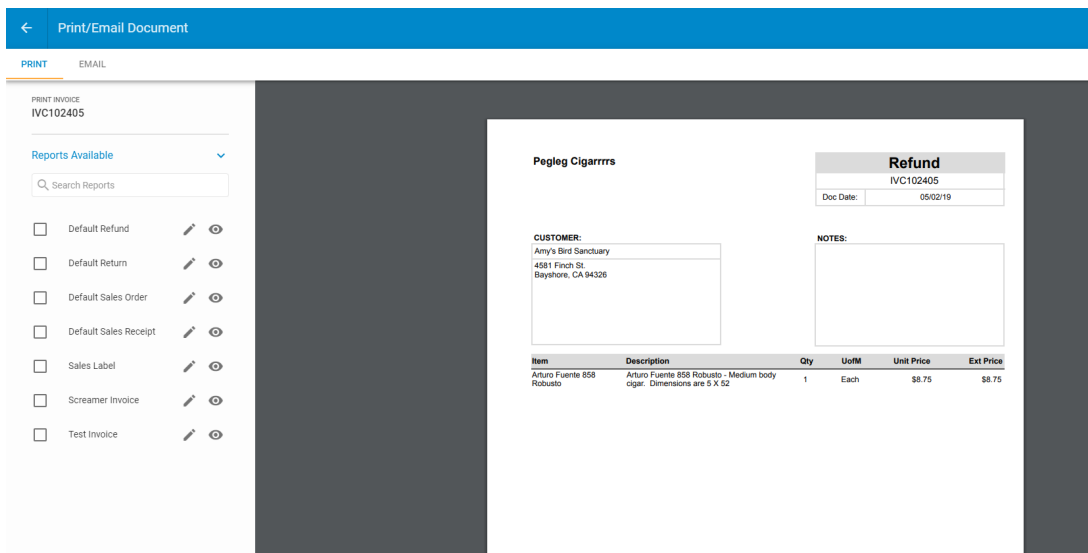 Print/Email Document
PRINT EMAIL
PRINT INVOICE
IVC102405
Reports Available
Search Reports
Default Refund
Default Return
Default Sales Order
Default Sales Receipt
Sales Label
Screamer Invoice
Test Invoice
Pegleg Cigarrrrs
Refund
IVC102405
Doc Date: 05/02/19
CUSTOMER:
Amy's Bird Sanctuary
4581 Finch St.
Bayshore, CA 94326
NOTES:
Item Description Qty UofM Unit Price Ext Price
Arturo Fuente 858 Arturo Fuente 858 Robusto - Medium body
Robusto cigar. Dimensions are 5 X 52 1 Each $8.75 $8.75